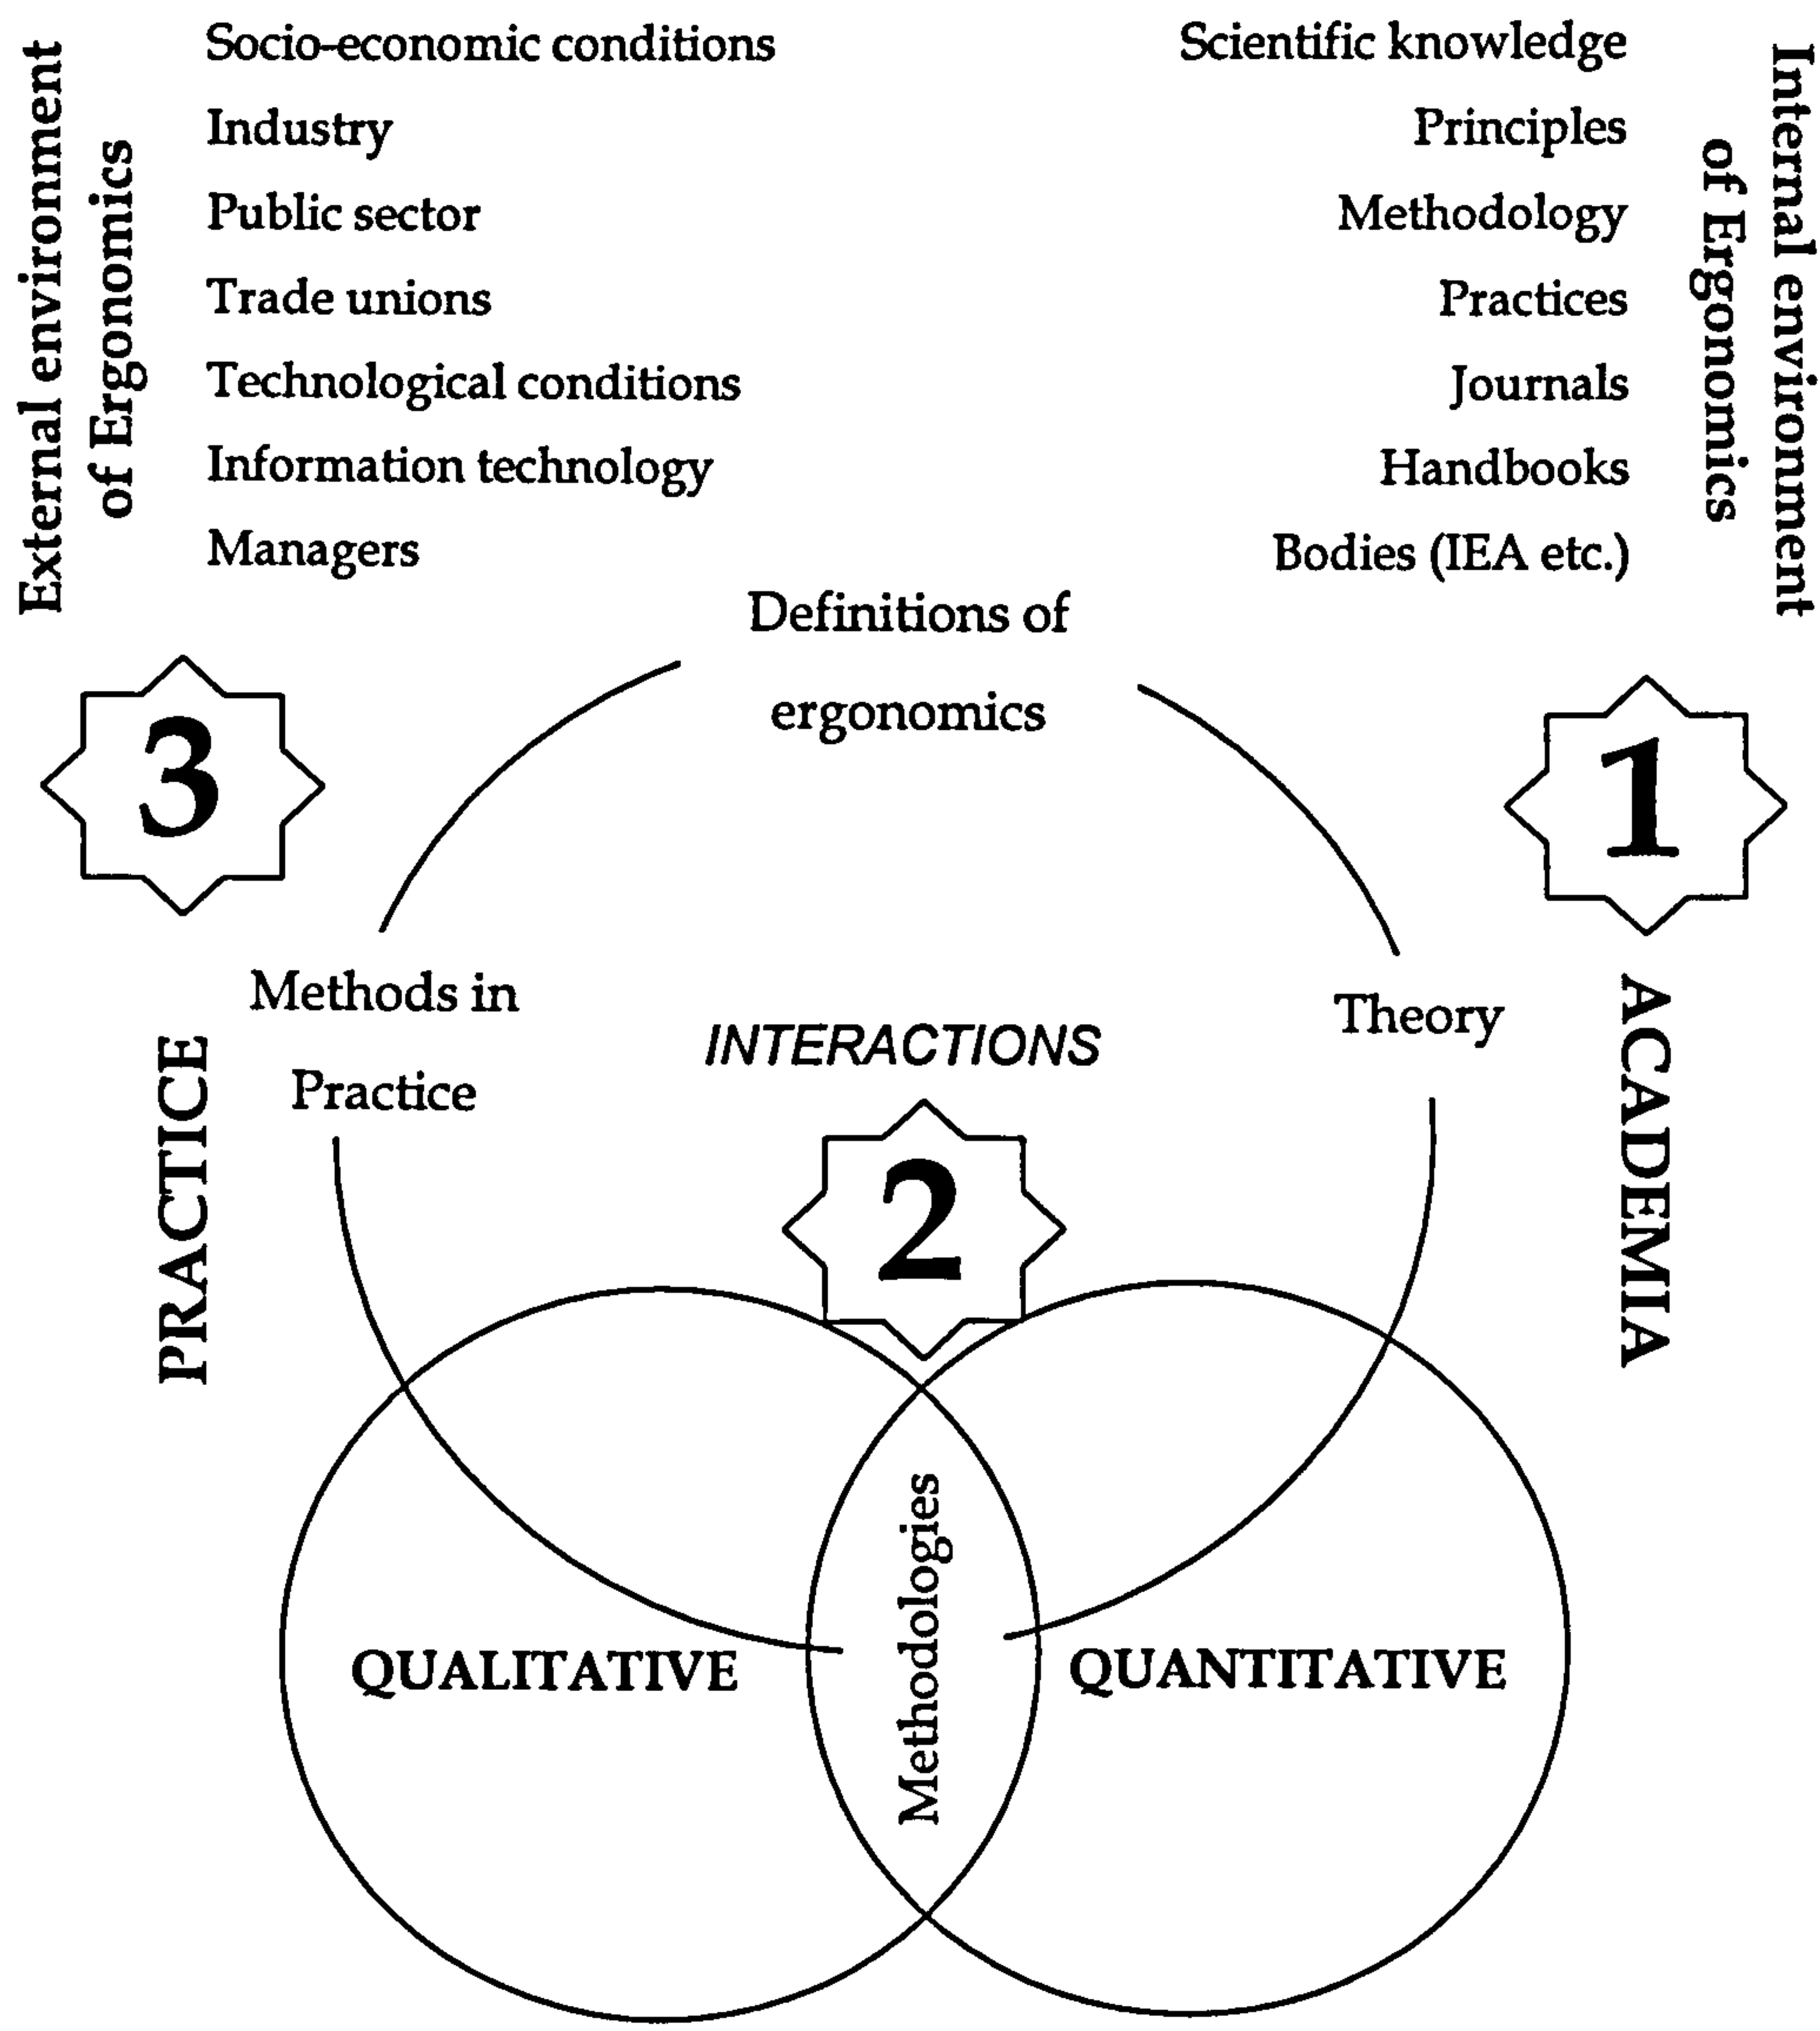 External environment
of Ergonomics
Socio-economic conditions
Industry
Public sector
Trade unions
Technological conditions
Information technology
Managers
Scientific knowledge
Principles
Methodology
Practices
Journals
Handbooks
Bodies (IEA etc.)
Internal environment
of Ergonomics
Definitions of
ergonomics
3
1
Methods in
Practice
PRACTICE
INTERACTIONS
2
Theory
ACADEMIA
QUALITATIVE
Methodologies
QUANTITATIVE